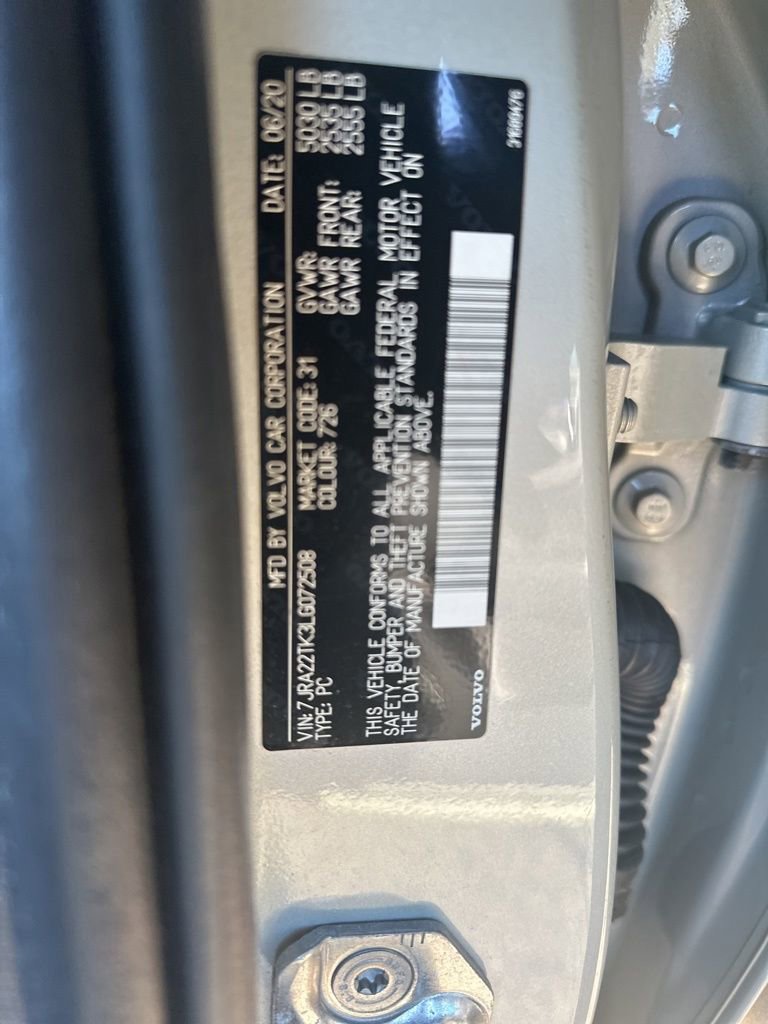 MFD BY VOLVO CAR CORPORATION DATE: 06/20
VIN: 7JRA22TK3LG072508 MARKET CODE: 31 GVWR: 5030 LB
TYPE: PC COLOUR: 726 GAWR FRONT: 2535 LB
GAWR REAR: 2555 LB
THIS VEHICLE CONFORMS TO ALL APPLICABLE FEDERAL MOTOR VEHICLE
SAFETY, BUMPER AND THEFT PREVENTION STANDARDS IN EFFECT ON
THE DATE OF MANUFACTURE SHOWN ABOVE.
VOLVO 31680476